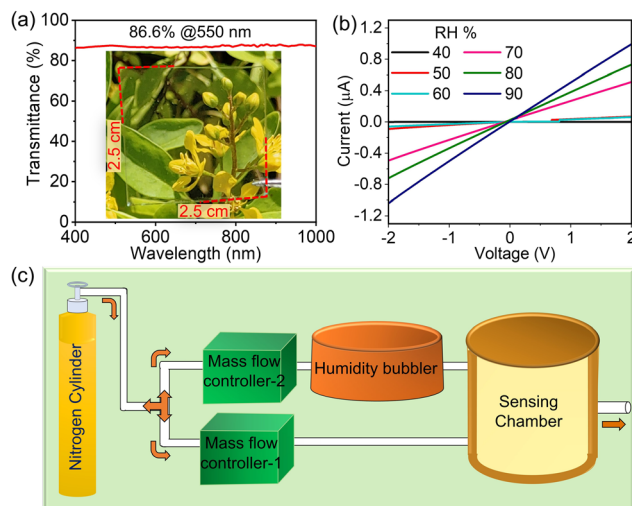 (a)
86.6% @550 nm
Transmittance (%)
100
80
60
40
20
0
2.5 cm
2.5 cm
400
600
800
1000
Wavelength (nm)
(b)
RH %
40
70
50
80
60
90
Current (μA)
1.2
0.8
0.4
0.0
-0.4
-0.8
-1.2
-2
-1
0
1
2
Voltage (V)
(c)
Nitrogen Cylinder
Mass flow
controller-2
Humidity bubbler
Mass flow
controller-1
Sensing
Chamber